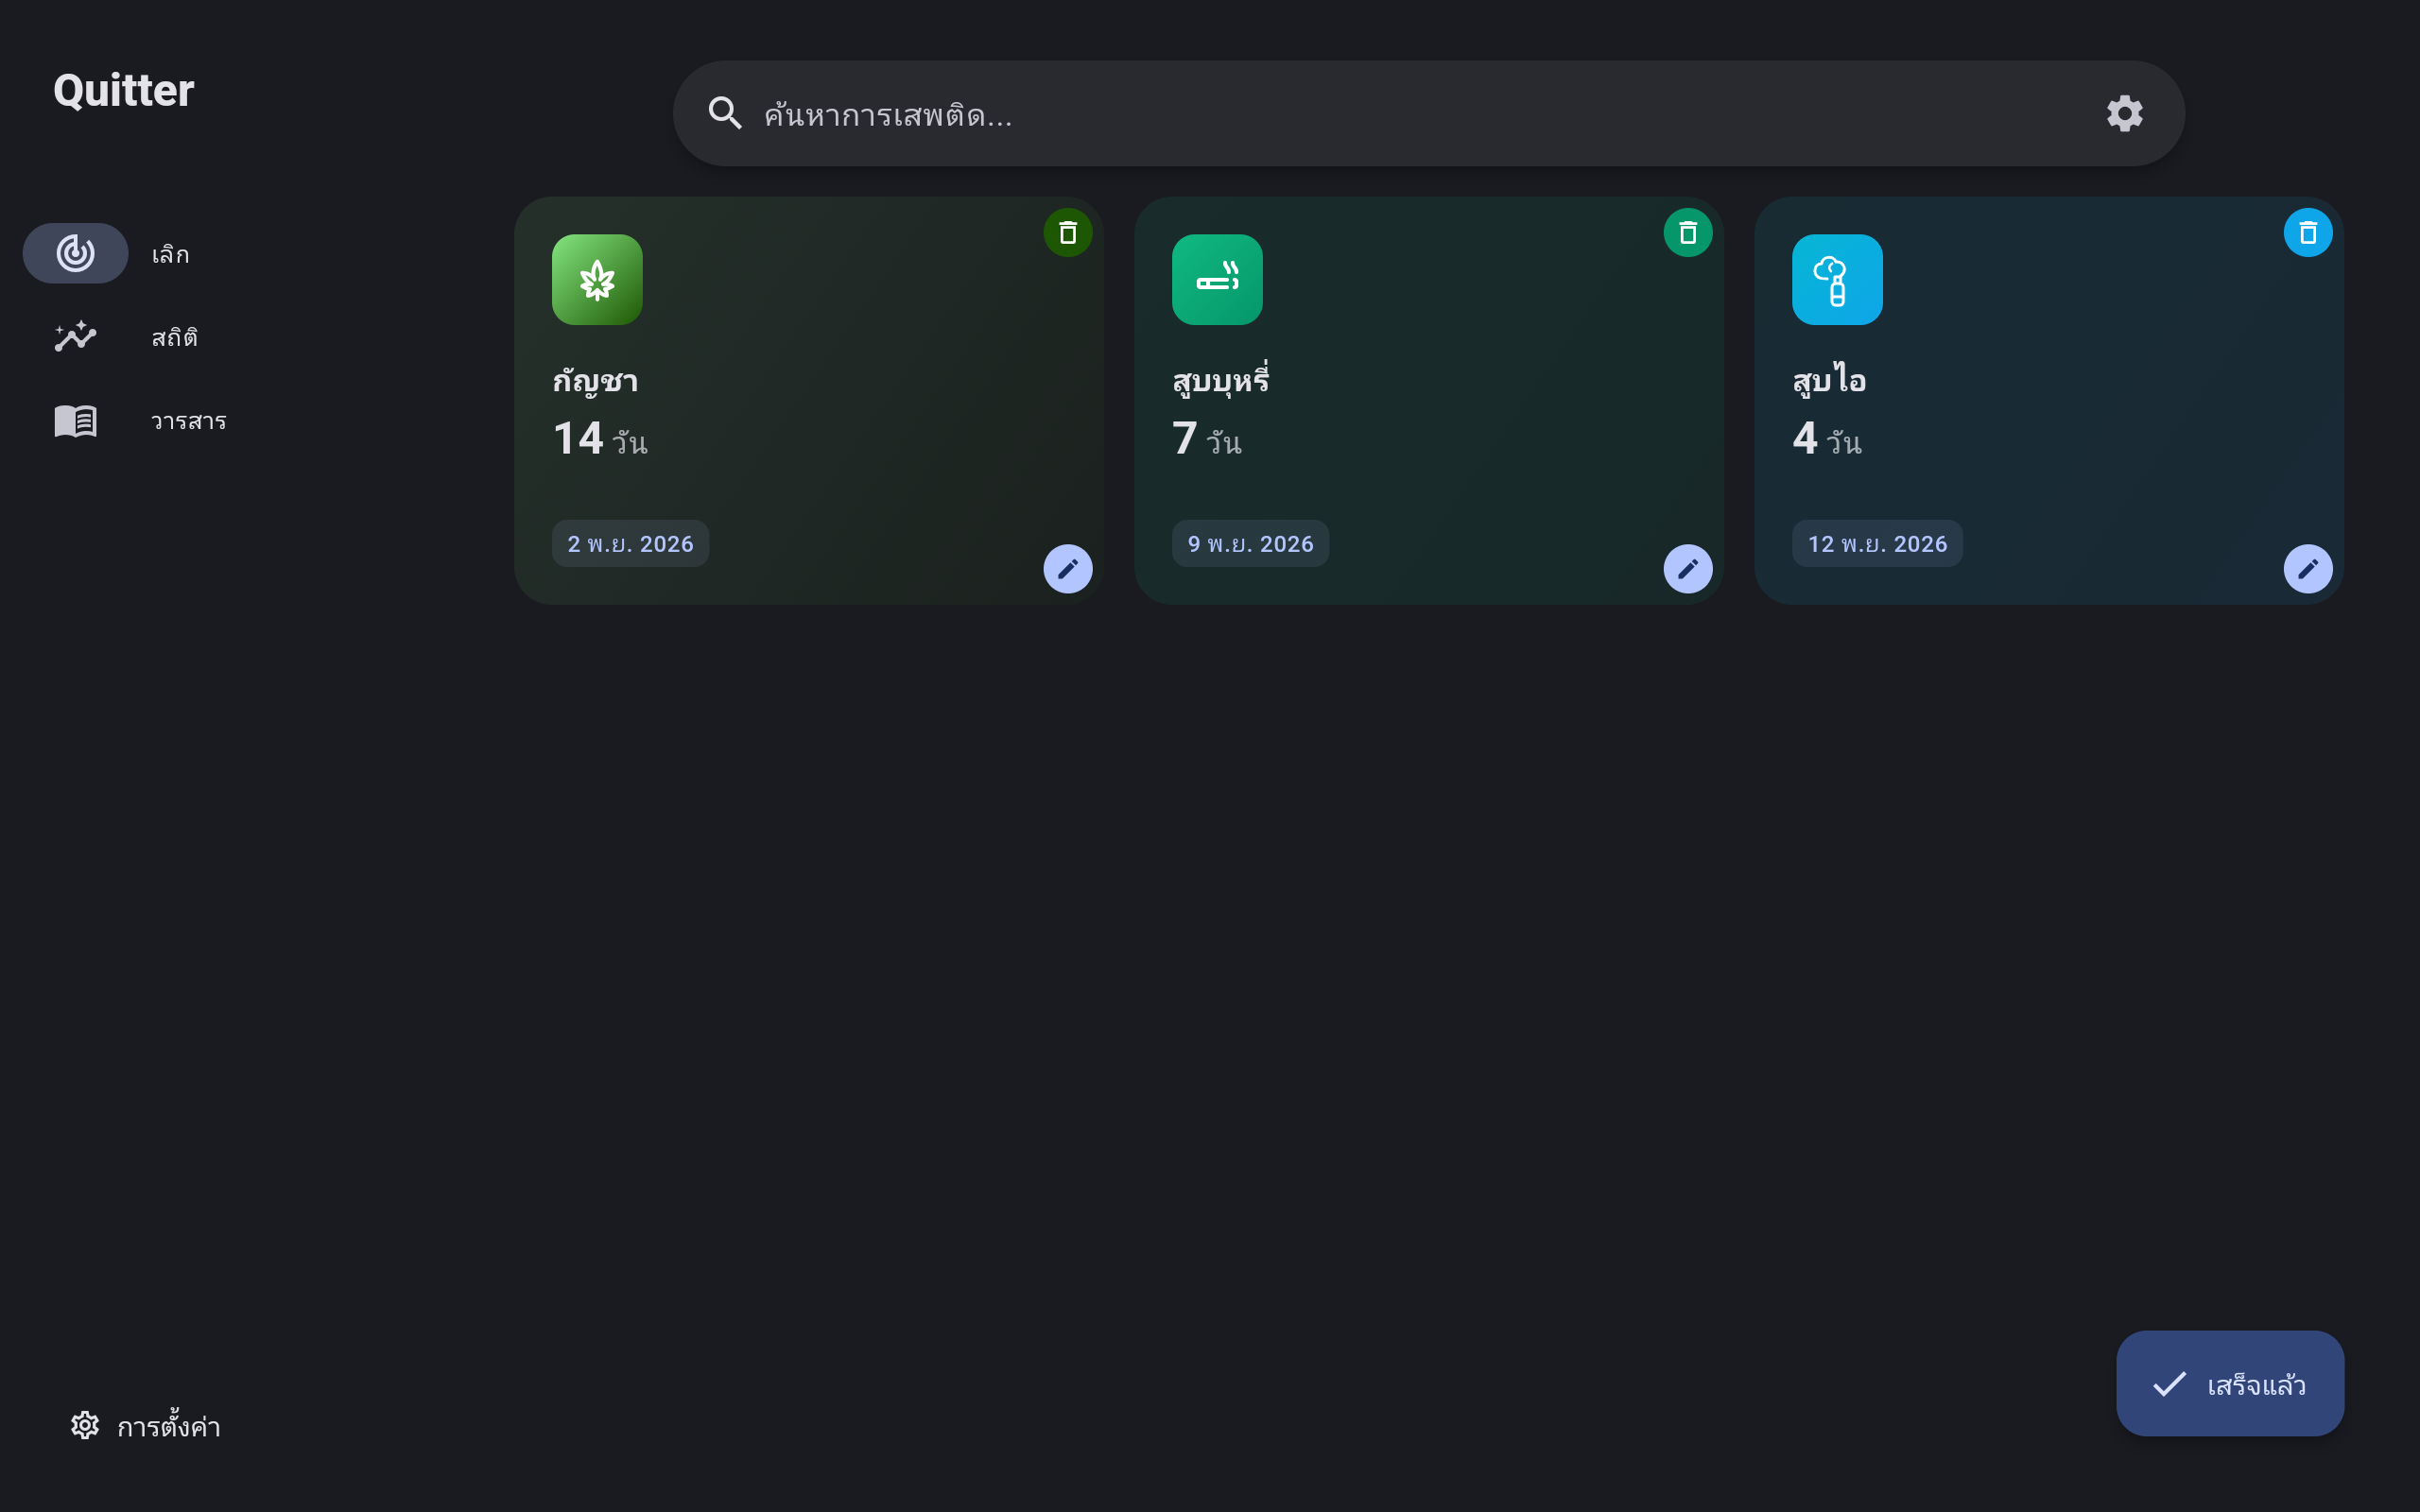 Quitter
ค้นหาการเสพติด...
เลิก
สถิติ
วารสาร
กัญชา
14 วัน
2 พ.ย. 2026
สูบบุหรี่
7 วัน
9 พ.ย. 2026
สูบไอ
4 วัน
12 พ.ย. 2026
การตั้งค่า
เสร็จแล้ว